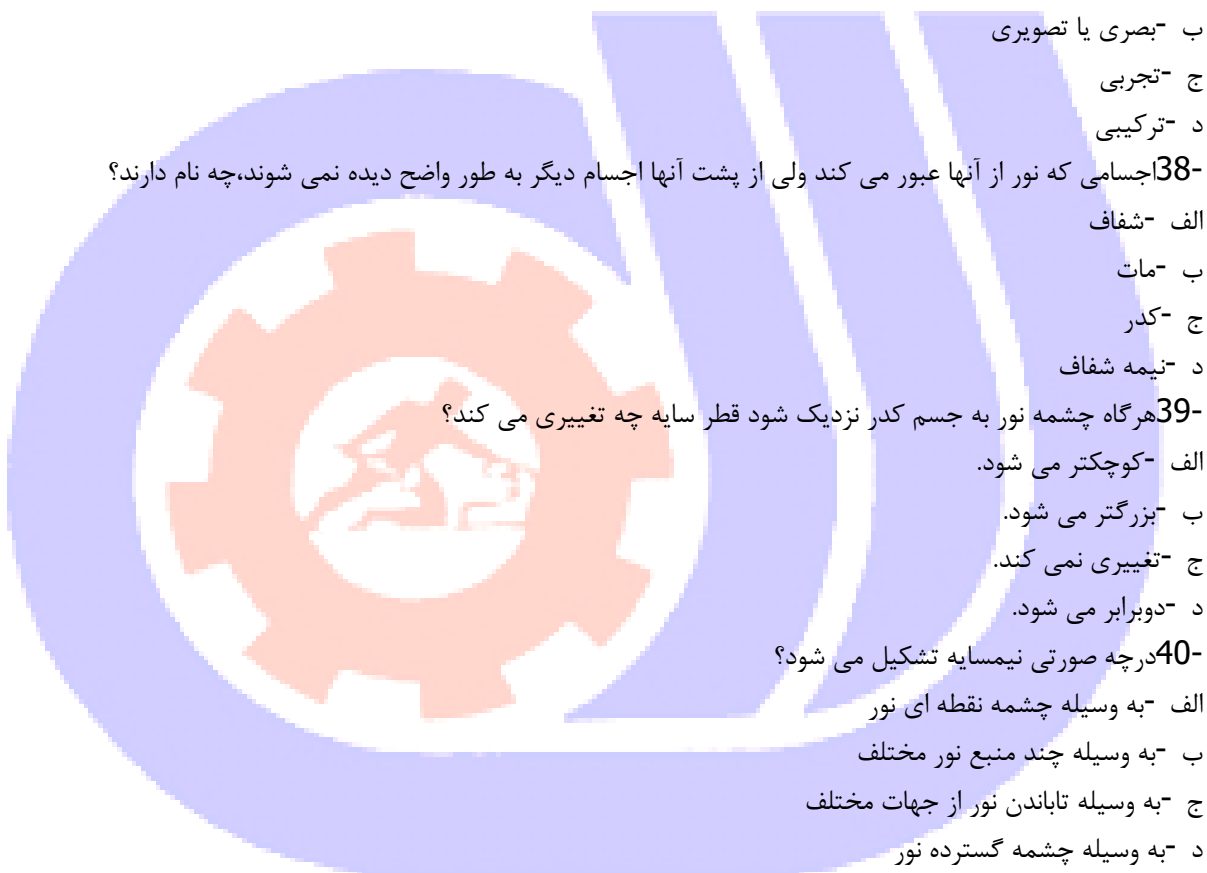 ب -بصری یا تصویری
ج -تجربی
د -ترکیبی
38-اجسامی که نور از آنها عبور می کند ولی از پشت آنها اجسام دیگر به طور واضح دیده نمی شوند،چه نام دارند؟
الف -شفاف
ب -مات
ج -کدر
د -نیمه شفاف
39-هرگاه چشمه نور به جسم کدر نزدیک شود قطر سایه چه تغییری می کند؟
الف -کوچکتر می شود.
ب -بزرگتر می شود.
ج -تغییری نمی کند.
د -دوبرابر می شود.
40-درچه صورتی نیمسایه تشکیل می شود؟
الف -به وسیله چشمه نقطه ای نور
ب -به وسیله چند منبع نور مختلف
ج -به وسیله تاباندن نور از جهات مختلف
د -به وسیله چشمه گسترده نور